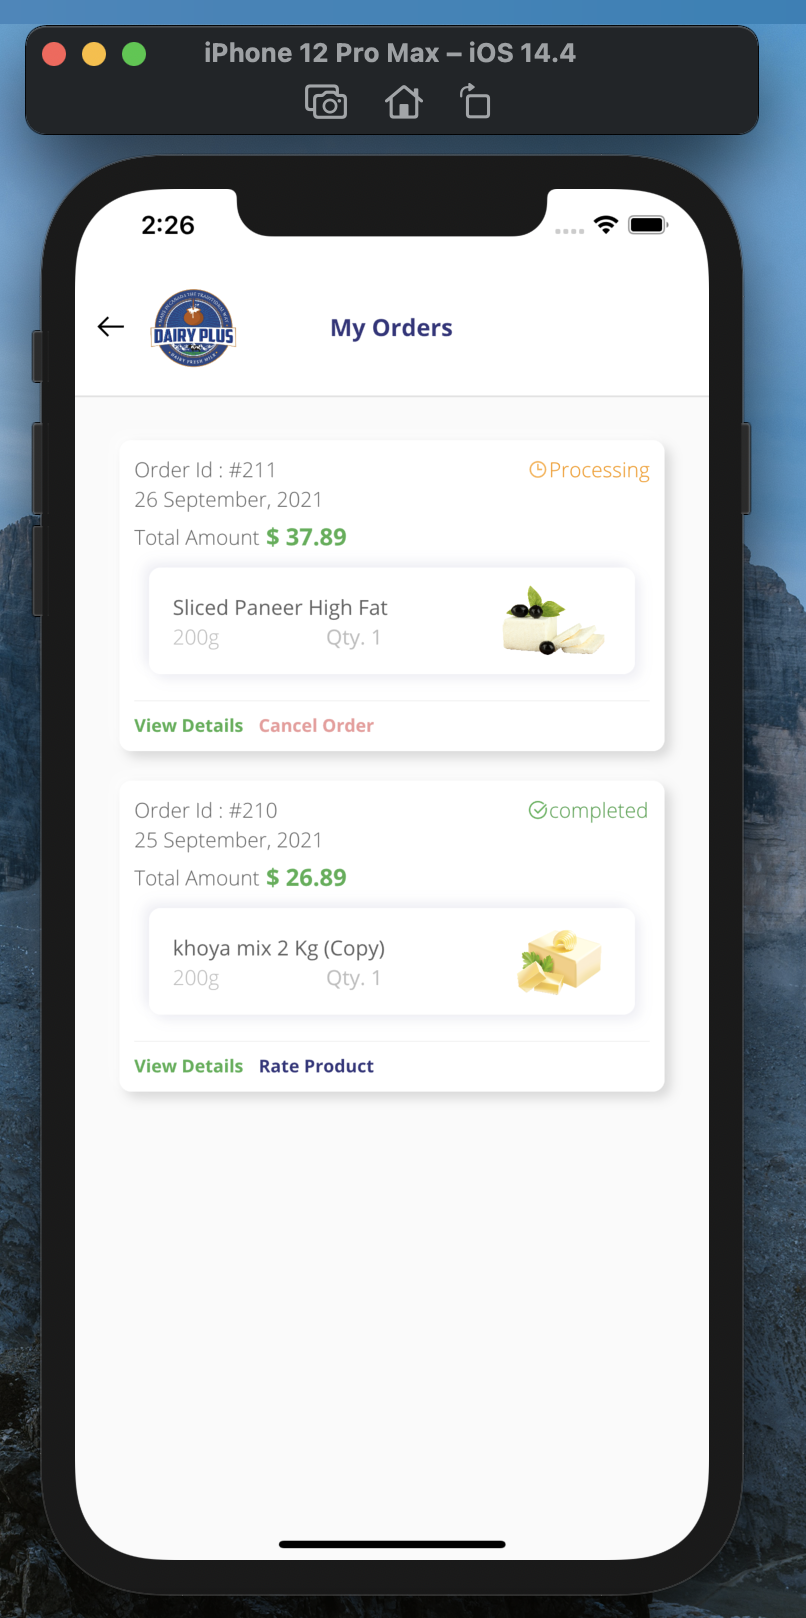 iPhone 12 Pro Max – iOS 14.4
2:26
DAIRY PLUS
My Orders
Order Id : #211
Processing
26 September, 2021
Total Amount $ 37.89
Sliced Paneer High Fat
200g Qty. 1
View Details Cancel Order
Order Id : #210
completed
25 September, 2021
Total Amount $ 26.89
khoya mix 2 Kg (Copy)
200g Qty. 1
View Details Rate Product